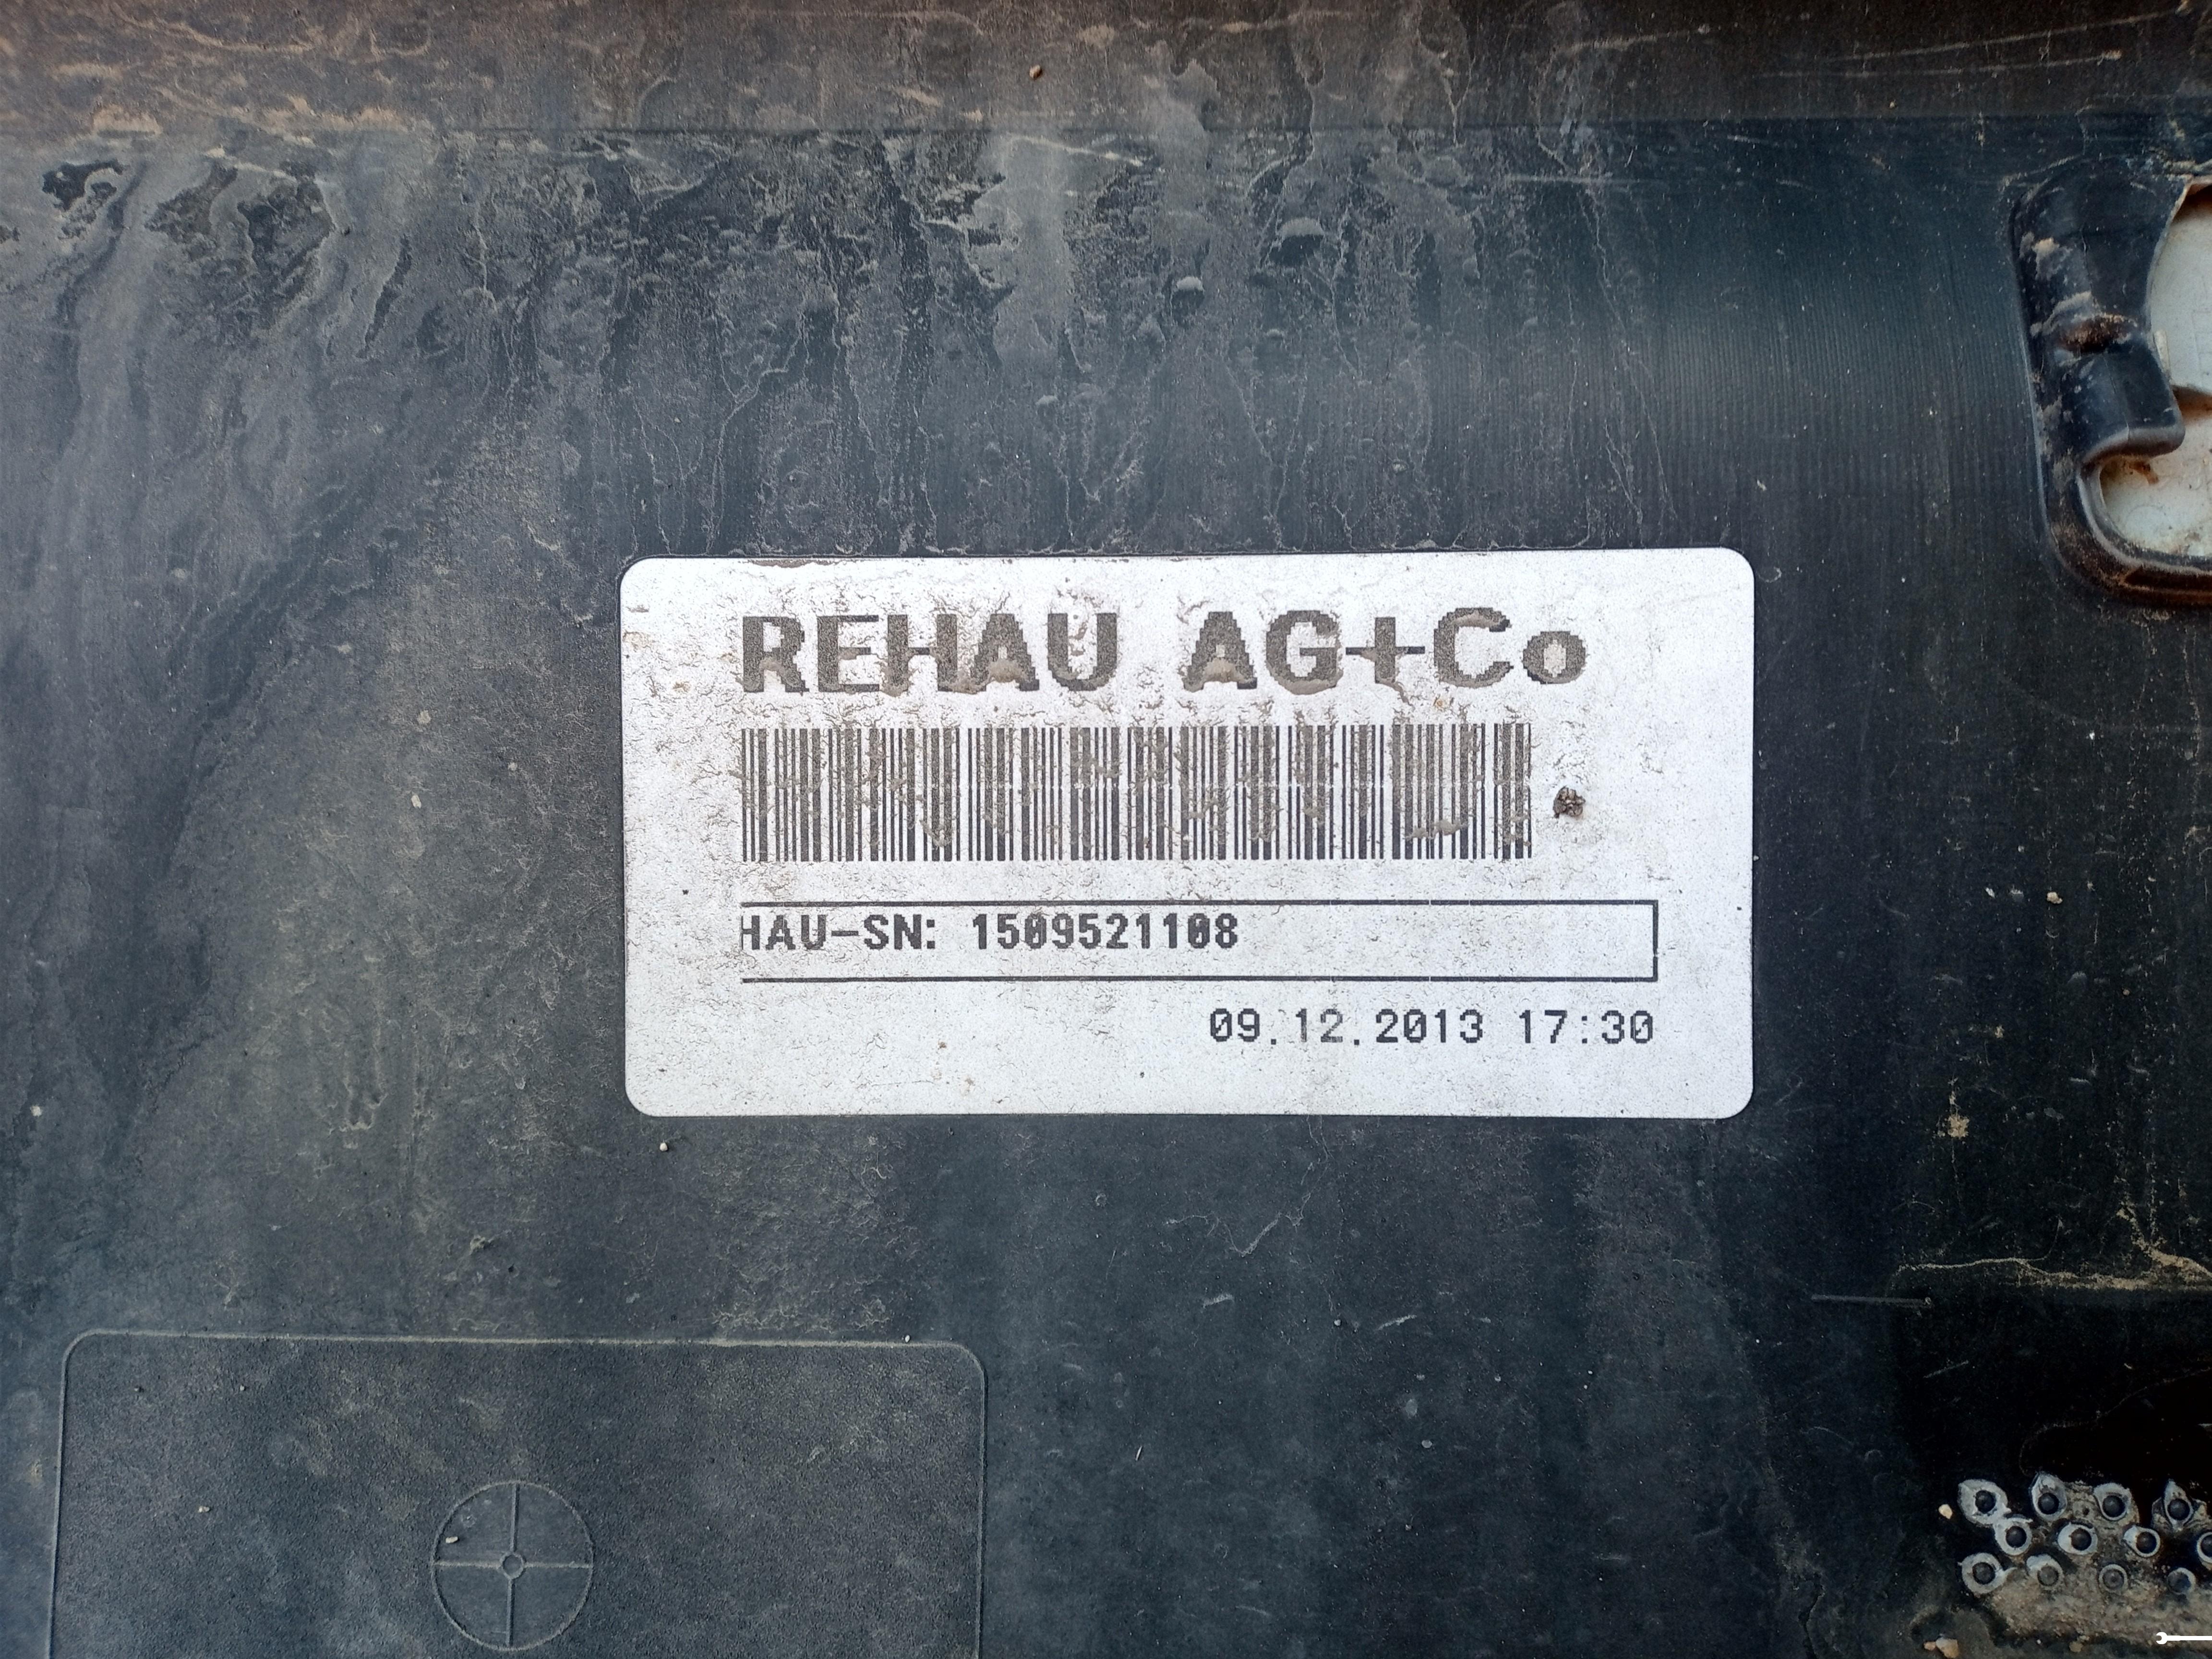 REHAU AG+Co
HAU-SN: 1509521108
09.12.2013 17:30